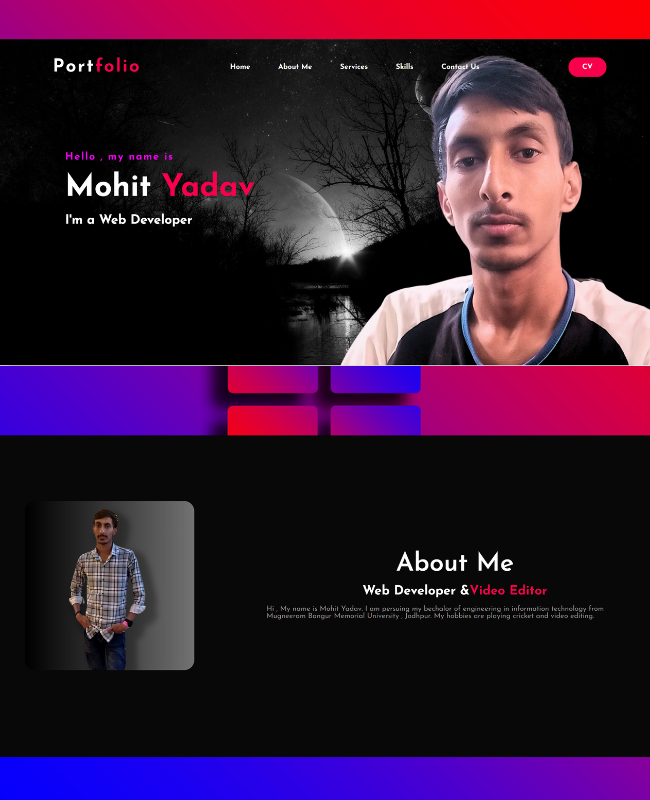 Portfolio
Home About Me Services Skills Contact Us CV
Hello , my name is
Mohit Yadav
I'm a Web Developer
About Me
Web Developer &Video Editor
Hi , My name is Mohit Yadav. I am persuing my bechalor of engineering in information technology from
Mugneeram Bangur Memorial University , Jodhpur. My hobbies are playing cricket and video editing.